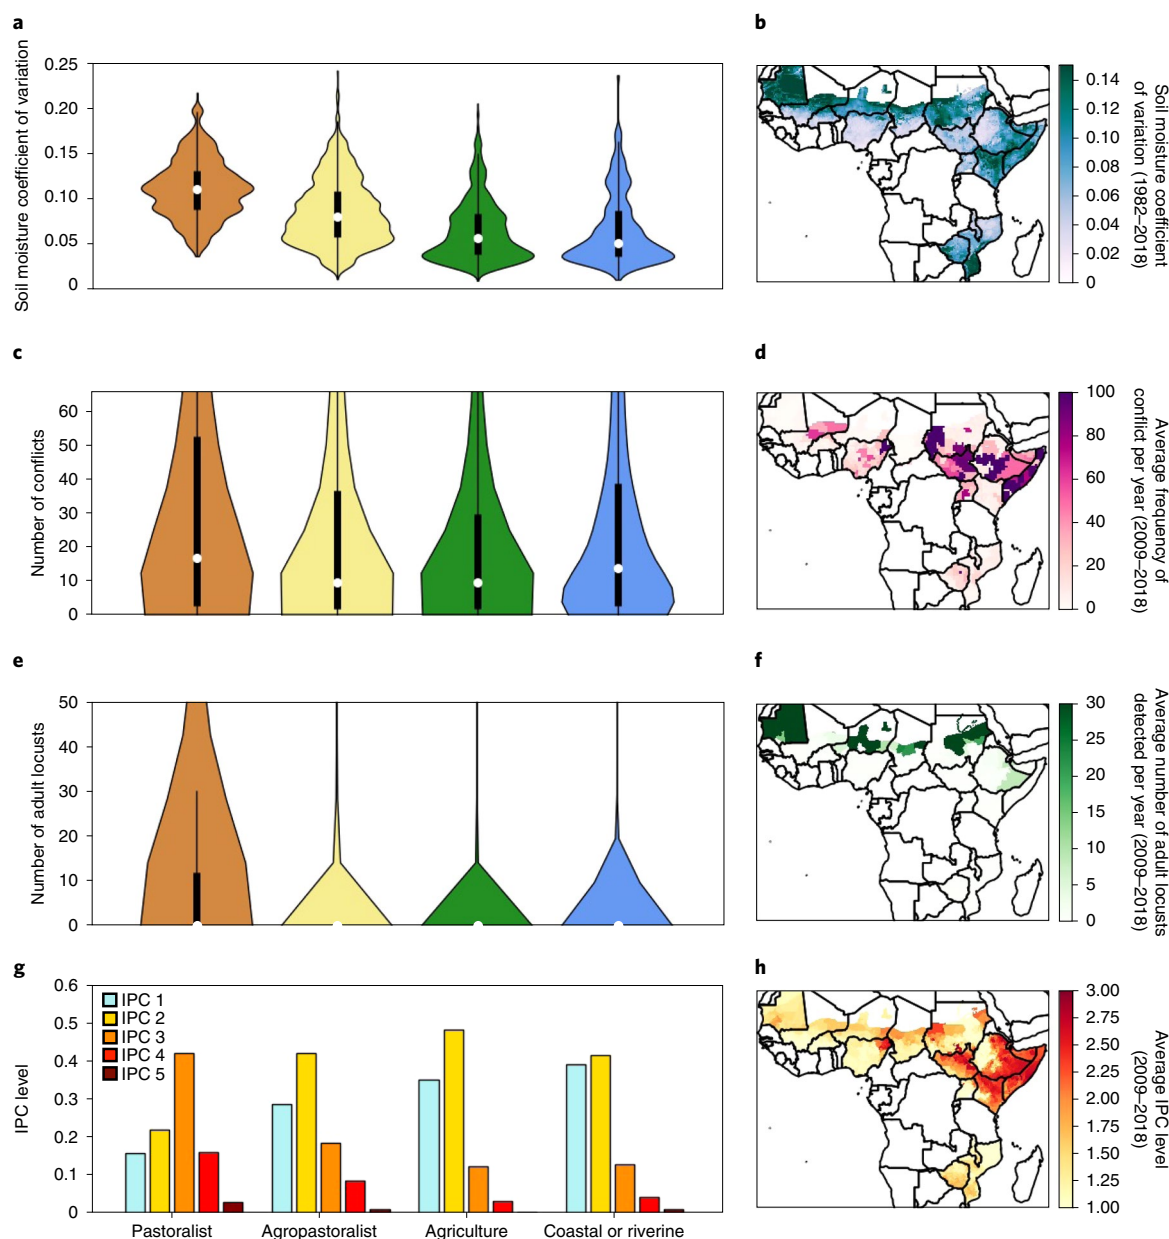 a
Soil moisture coefficient of variation
0.25
0.20
0.15
0.10
0.05
0
b
0.14
0.12
0.10
0.08
0.06
0.04
0.02
0
Soil moisture coefficient
of variation (1982–2018)
c
Number of conflicts
60
50
40
30
20
10
0
d
100
80
60
40
20
0
Average frequency of
conflict per year (2009–2018)
e
Number of adult locusts
50
40
30
20
10
0
f
30
25
20
15
10
5
0
Average number of adult locusts
detected per year (2009–2018)
g
IPC level
0.6
0.5
0.4
0.3
0.2
0.1
0
IPC 1
IPC 2
IPC 3
IPC 4
IPC 5
Pastoralist
Agropastoralist
Agriculture
Coastal or riverine
h
3.00
2.75
2.50
2.25
2.00
1.75
1.50
1.25
1.00
Average IPC level
(2009–2018)